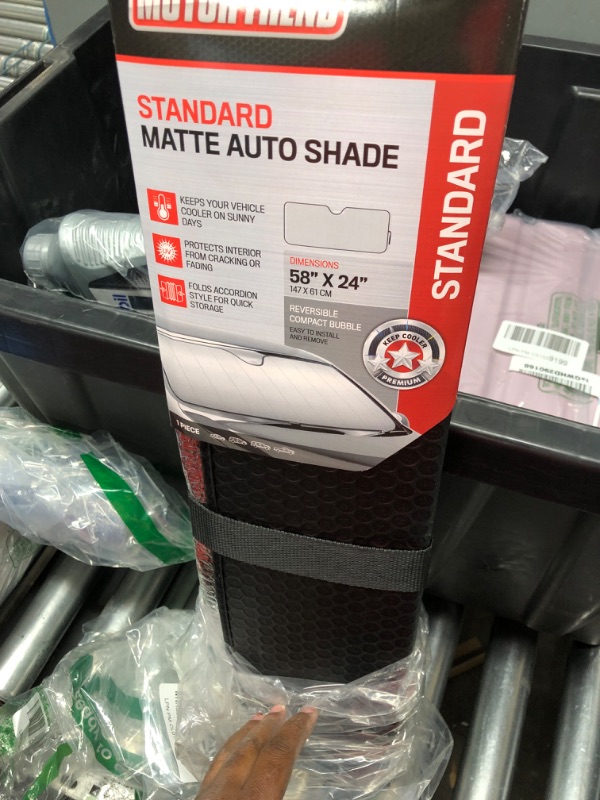 MOTOR TREND
STANDARD
MATTE AUTO SHADE
STANDARD
KEEPS YOUR VEHICLE
COOLER ON SUNNY
DAYS
PROTECTS INTERIOR
FROM CRACKING OR
FADING
FOLDS ACCORDION
STYLE FOR QUICK
STORAGE
DIMENSIONS
58" X 24"
147 X 61 CM
REVERSIBLE
COMPACT BUBBLE
EASY TO INSTALL
AND REMOVE
KEEP COOLER
PREMIUM
1 PIECE